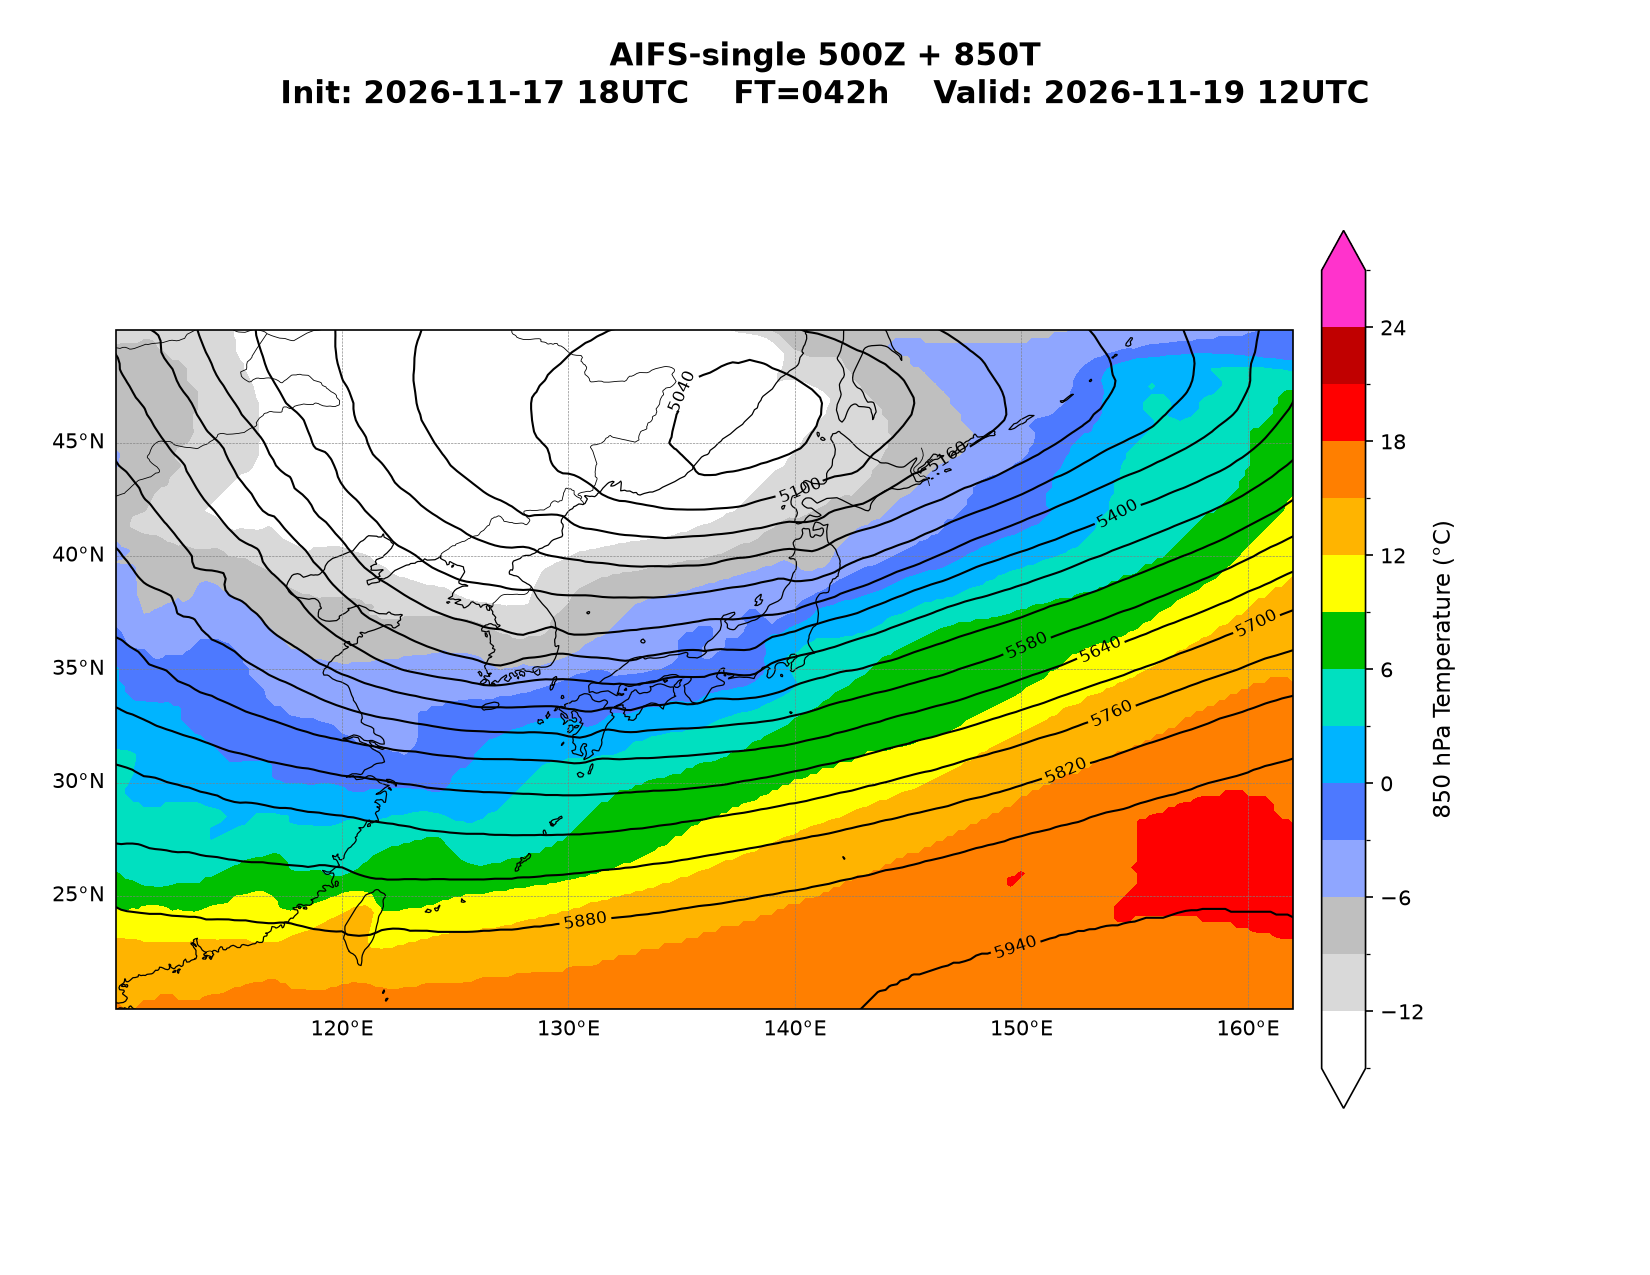 AIFS-single 500Z + 850T
Init: 2026-11-17 18UTC    FT=042h    Valid: 2026-11-19 12UTC
45°N
40°N
35°N
30°N
25°N
120°E
130°E
140°E
150°E
160°E
5040
5100
5160
5400
5580
5640
5700
5760
5820
5880
5940
24
18
12
6
0
−6
−12
850 hPa Temperature (°C)